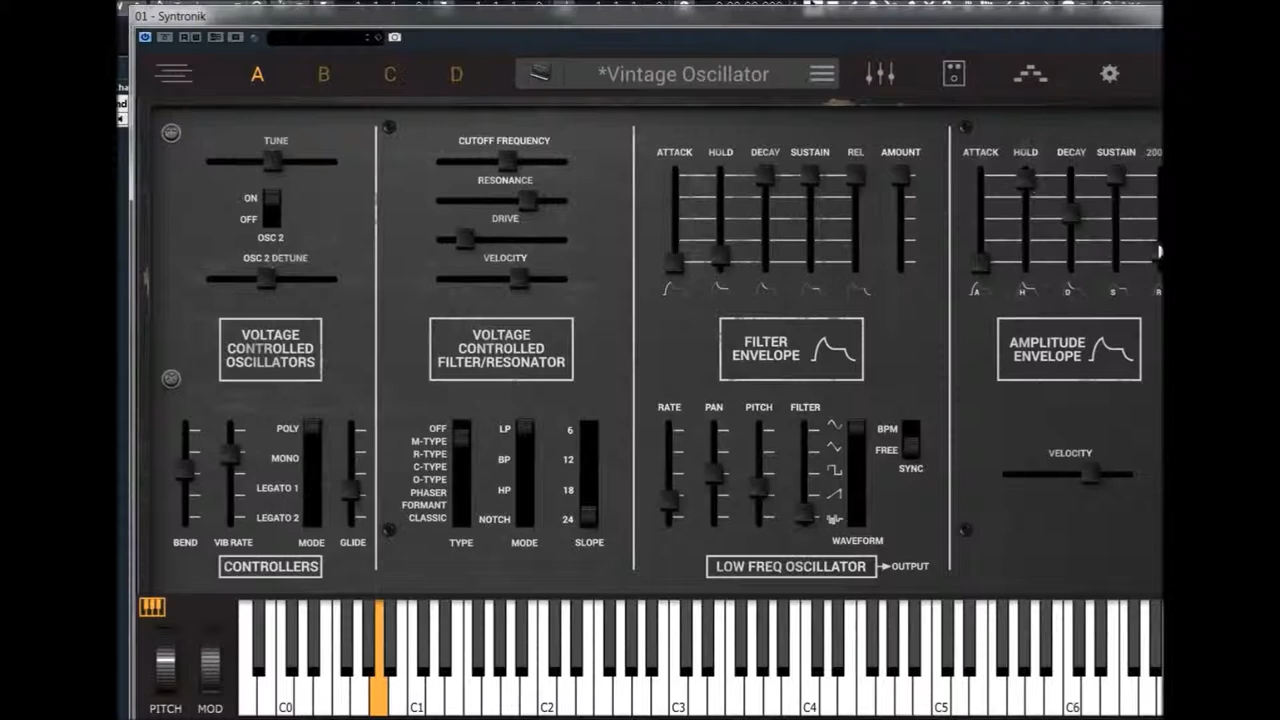 01 - Syntronik
A B C D *Vintage Oscillator
TUNE
ON
OFF
OSC 2
OSC 2 DETUNE
VOLTAGE
CONTROLLED
OSCILLATORS
CUTOFF FREQUENCY
RESONANCE
DRIVE
VELOCITY
VOLTAGE
CONTROLLED
FILTER/RESONATOR
ATTACK HOLD DECAY SUSTAIN REL AMOUNT
FILTER
ENVELOPE
ATTACK HOLD DECAY SUSTAIN 200
A H D S R
AMPLITUDE
ENVELOPE
BEND
VIB RATE
POLY
MONO
LEGATO 1
LEGATO 2
MODE
GLIDE
CONTROLLERS
OFF
M-TYPE
R-TYPE
C-TYPE
O-TYPE
PHASER
FORMANT
CLASSIC
TYPE
LP
BP
HP
NOTCH
MODE
6
12
18
24
SLOPE
RATE PAN PITCH FILTER
WAVEFORM
BPM
FREE
SYNC
LOW FREQ OSCILLATOR
OUTPUT
VELOCITY
PITCH MOD
C0 C1 C2 C3 C4 C5 C6